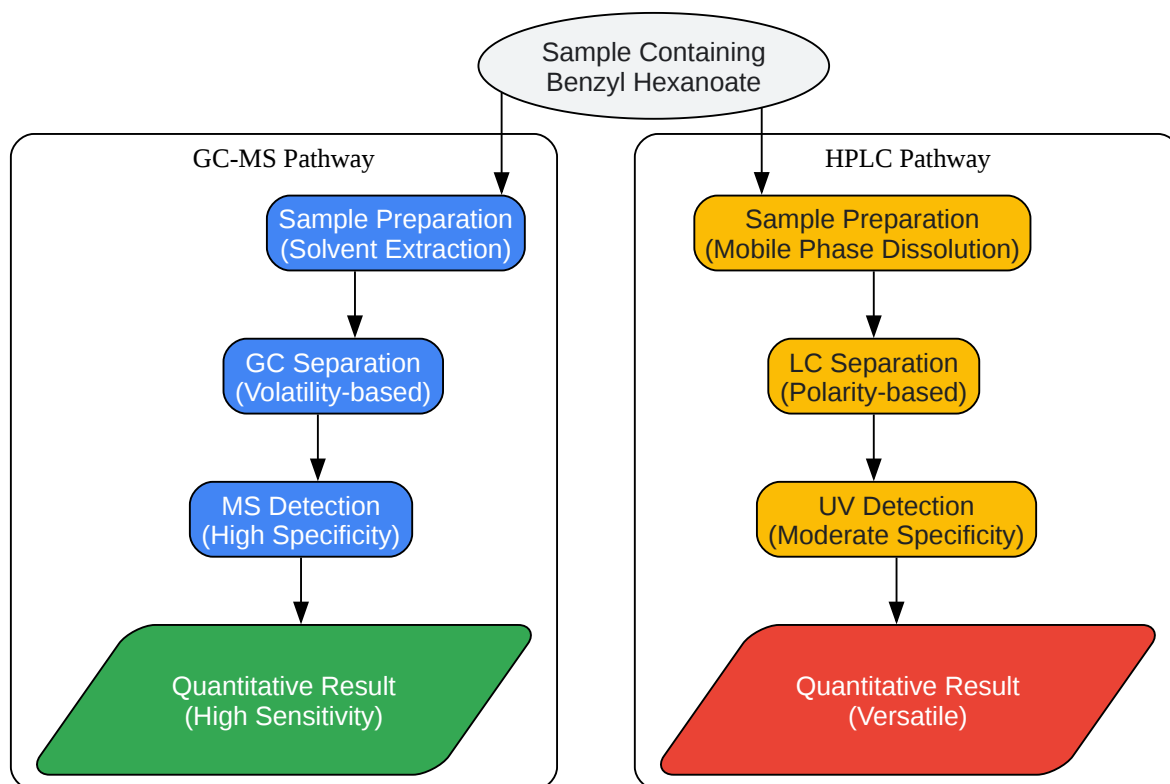 Sample Containing
Benzyl Hexanoate
GC-MS Pathway
Sample Preparation
(Solvent Extraction)
GC Separation
(Volatility-based)
MS Detection
(High Specificity)
Quantitative Result
(High Sensitivity)
HPLC Pathway
Sample Preparation
(Mobile Phase Dissolution)
LC Separation
(Polarity-based)
UV Detection
(Moderate Specificity)
Quantitative Result
(Versatile)